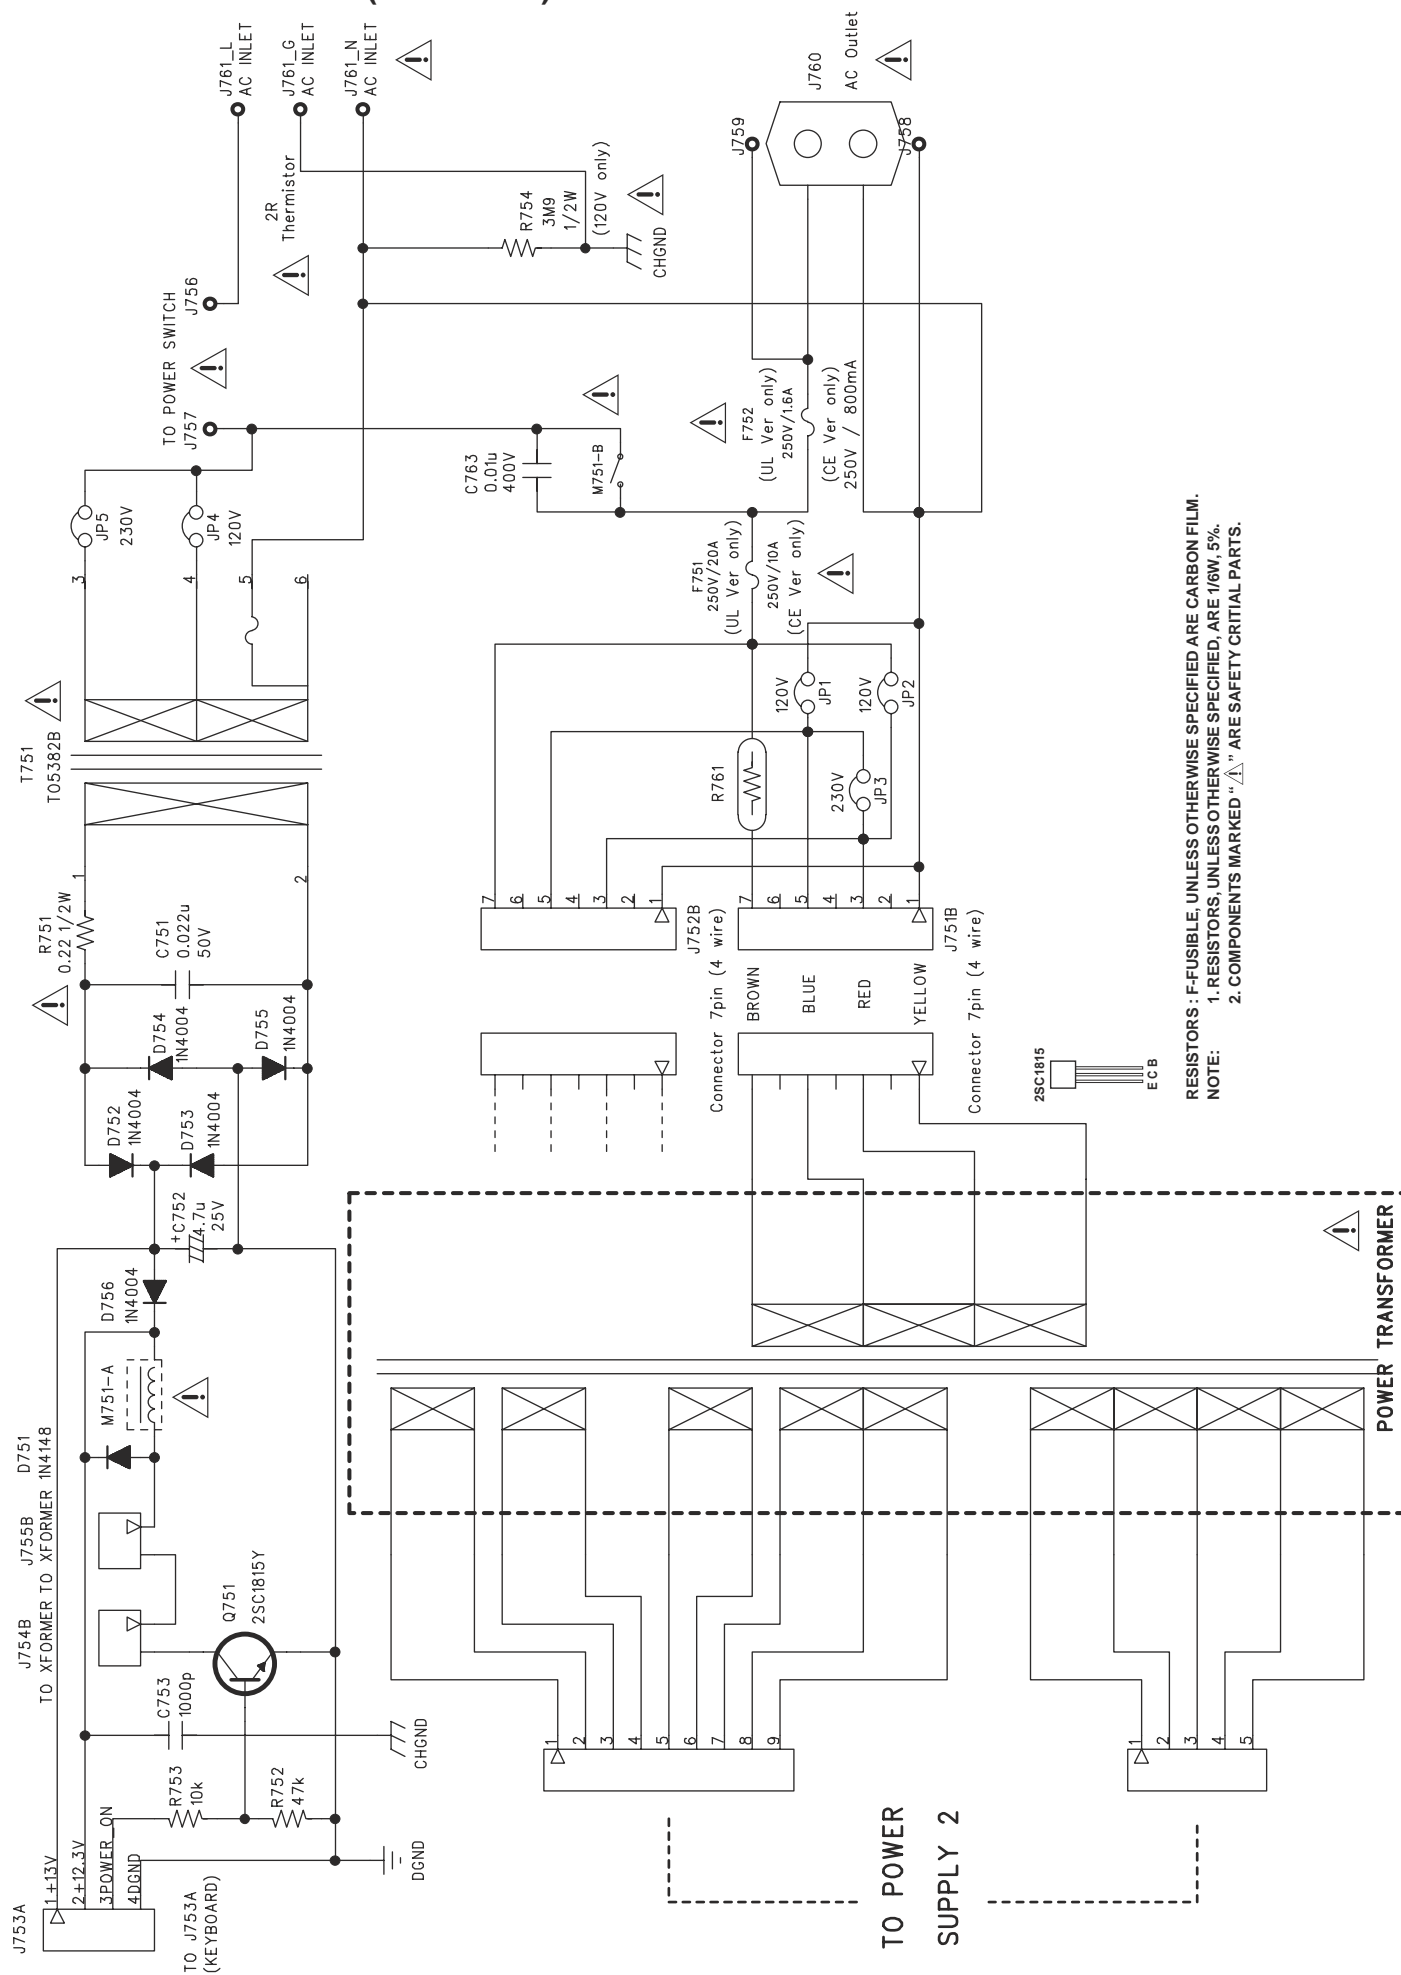 J753A
1 +13V
2 +12.3V
3 POWER_ON
4 DGND
TO J753A
(KEYBOARD)
DGND
R753
10k
R752
47k
C753
1000p
CHGND
Q751
2SC1815Y
J754B
TO XFORMER
J755B
TO XFORMER
D751
1N4148
M751-A
D756
1N4004
+
C752
4.7u
25V
D752
1N4004
D753
1N4004
D754
1N4004
D755
1N4004
R751
0.22 1/2W
C751
0.022u
50V
1
2
T751
TO5382B
3
4
5
6
JP5
230V
JP4
120V
TO POWER SWITCH
J757
J756
2R
Thermistor
J761_L
AC INLET
J761_G
AC INLET
J761_N
AC INLET
R754
3M9
1/2W
(120V only)
CHGND
C763
0.01u
400V
M751-B
F752
(UL Ver only)
250V/1.6A
(CE Ver only)
250V / 800mA
J759
J758
J760
AC Outlet
F751
250V/20A
(UL Ver only)
250V/10A
(CE Ver only)
R761
120V
JP1
120V
JP2
230V
JP3
7
6
5
4
3
2
1
J752B
Connector 7pin (4 wire)
7
6
5
4
3
2
1
J751B
Connector 7pin (4 wire)
BROWN
BLUE
RED
YELLOW
2SC1815
E C B
POWER TRANSFORMER
1
2
3
4
5
6
7
8
9
1
2
3
4
5
TO POWER
SUPPLY 2
RESISTORS : F-FUSIBLE, UNLESS OTHERWISE SPECIFIED ARE CARBON FILM.
NOTE: 1. RESISTORS, UNLESS OTHERWISE SPECIFIED, ARE 1/6W, 5%.
2. COMPONENTS MARKED “ ! ” ARE SAFETY CRITIAL PARTS.